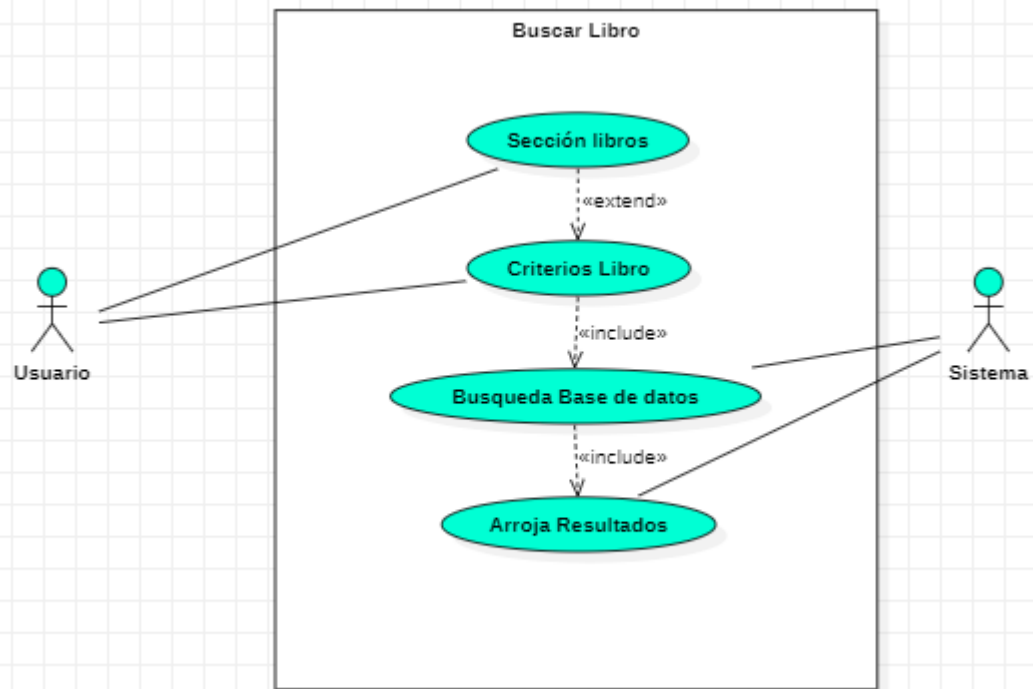 Buscar Libro
Sección libros
«extend»
Criterios Libro
«include»
Usuario
Sistema
Busqueda Base de datos
«include»
Arroja Resultados